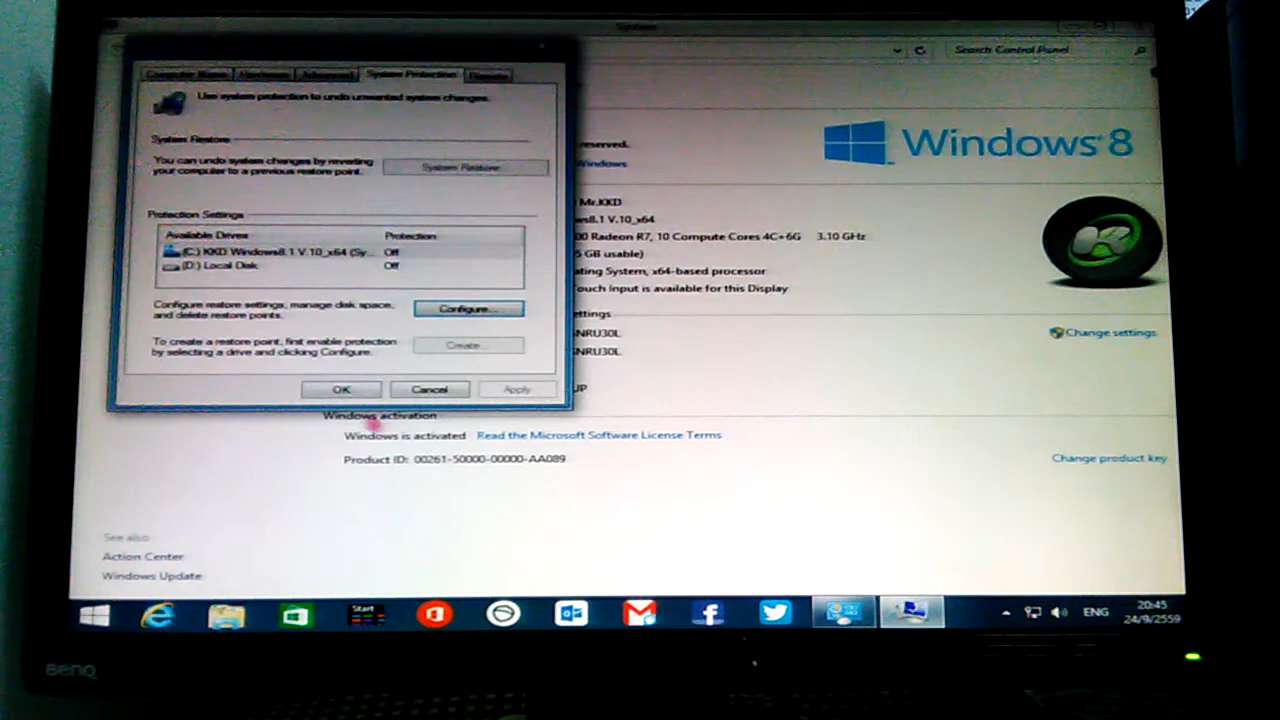 System
Search Control Panel
Computer Name Hardware Advanced System Protection Remote
Use system protection to undo unwanted system changes.
System Restore
You can undo system changes by reverting
your computer to a previous restore point.
System Restore...
Protection Settings
Available Drives Protection
(C:) KKD Windows8.1 V.10_x64 (Sy... Off
(D:) Local Disk Off
Configure restore settings, manage disk space,
and delete restore points.
Configure...
To create a restore point, first enable protection
by selecting a drive and clicking Configure.
Create...
OK Cancel Apply
reserved.
Windows
Windows 8
Mr.KKD
ws8.1 V.10_x64
00 Radeon R7, 10 Compute Cores 4C+6G 3.10 GHz
GB usable)
ating System, x64-based processor
Touch Input is available for this Display
ettings
NRU30L
Change settings
NRU30L
UP
Windows activation
Windows is activated Read the Microsoft Software License Terms
Product ID: 00261-50000-00000-AA089
Change product key
See also
Action Center
Windows Update
Start
ENG
20:45
24/9/2559
BenQ